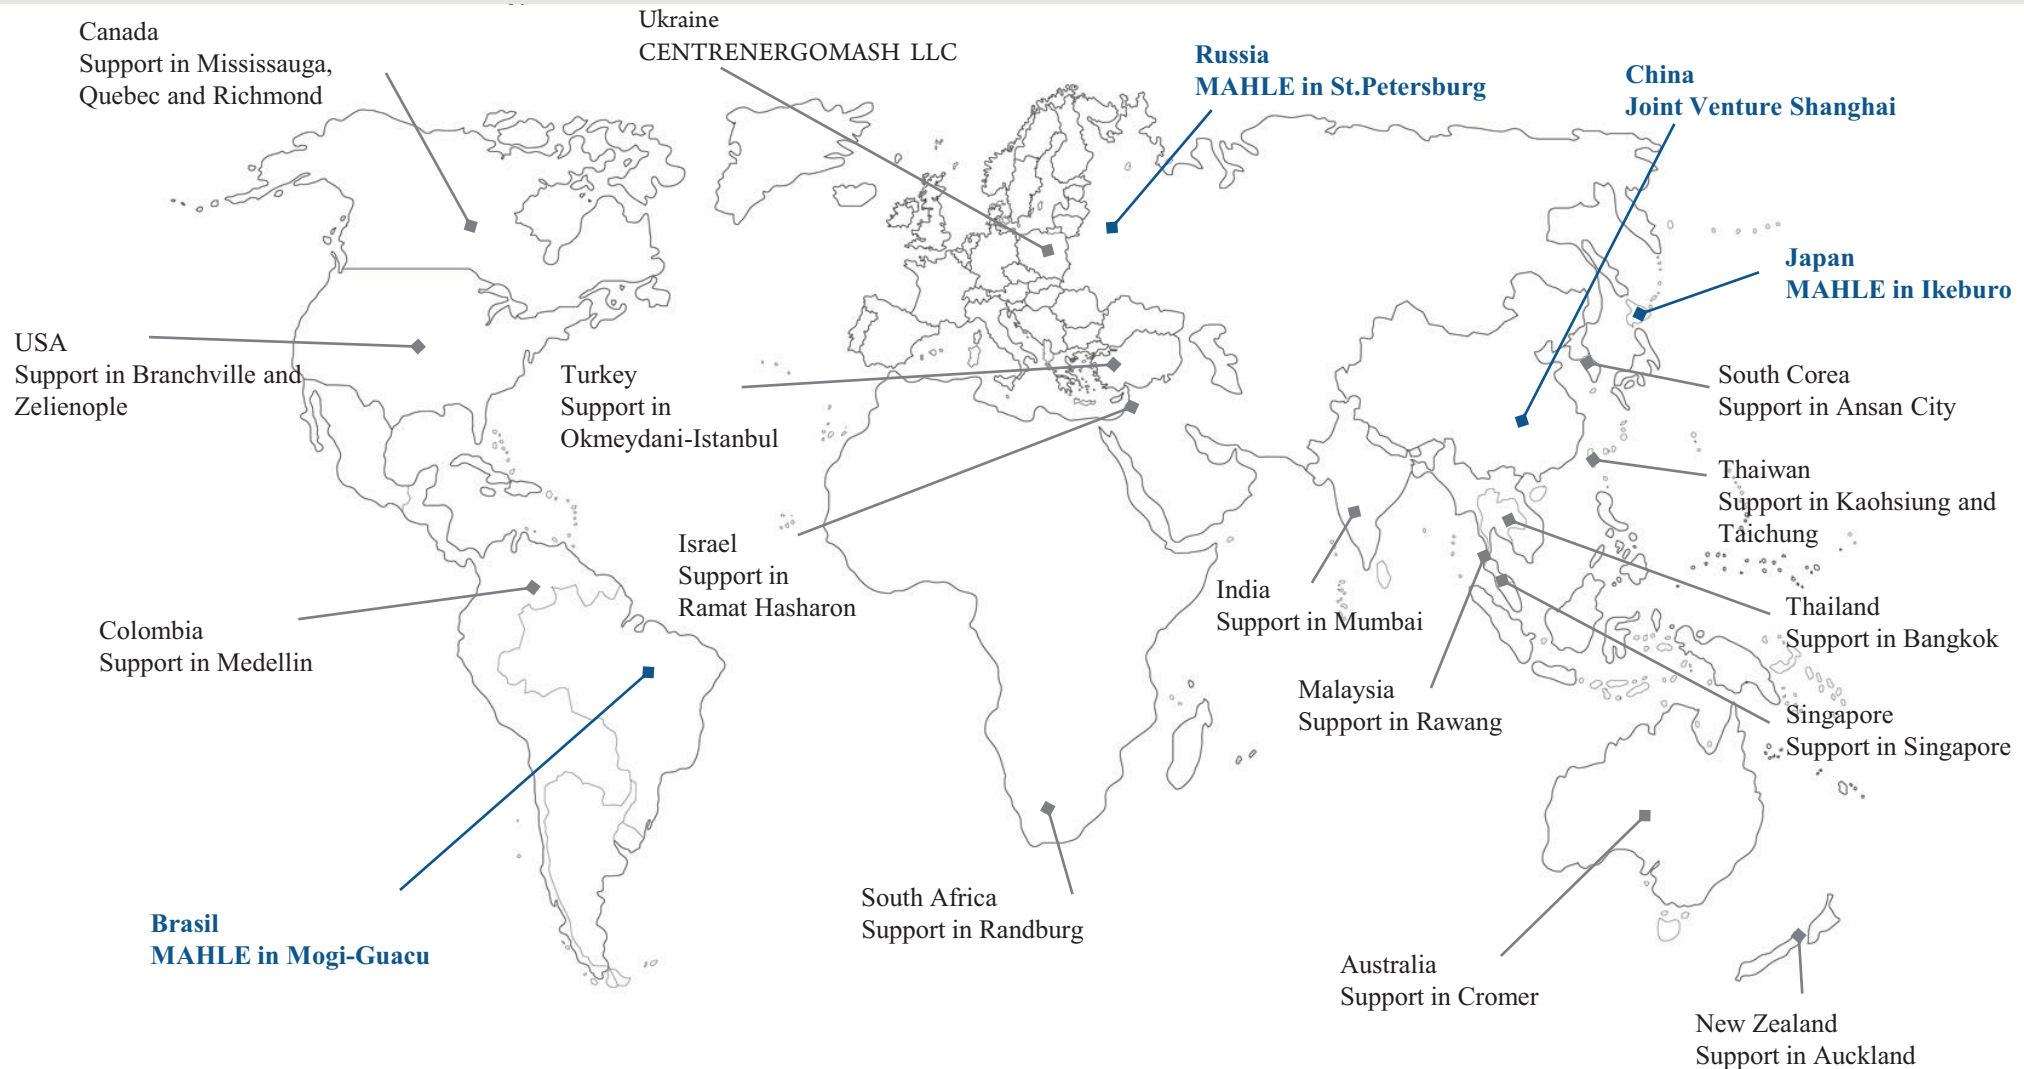 Canada
Support in Mississauga,
Quebec and Richmond
Ukraine
CENTRENERGOMASH LLC
Russia
MAHLE in St.Petersburg
China
Joint Venture Shanghai
Japan
MAHLE in Ikeburo
USA
Support in Branchville and
Zelienople
Turkey
Support in
Okmeydani-Istanbul
South Corea
Support in Ansan City
Thaiwan
Support in Kaohsiung and
Taichung
Israel
Support in
Ramat Hasharon
India
Support in Mumbai
Thailand
Support in Bangkok
Colombia
Support in Medellin
Malaysia
Support in Rawang
Singapore
Support in Singapore
Brasil
MAHLE in Mogi-Guacu
South Africa
Support in Randburg
Australia
Support in Cromer
New Zealand
Support in Auckland